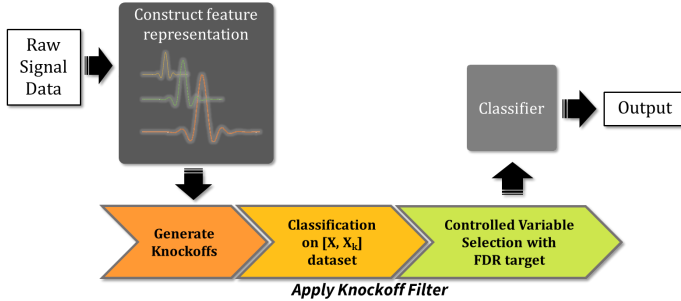 Raw
Signal
Data
Construct feature
representation
Generate
Knockoffs
Classification
on [X, Xk]
dataset
Controlled Variable
Selection with
FDR target
Apply Knockoff Filter
Classifier
Output